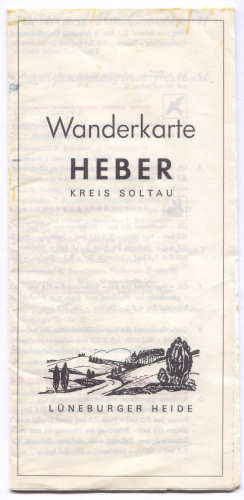 Wanderkarte
HEBER
KREIS SOLTAU
LÜNEBURGER HEIDE